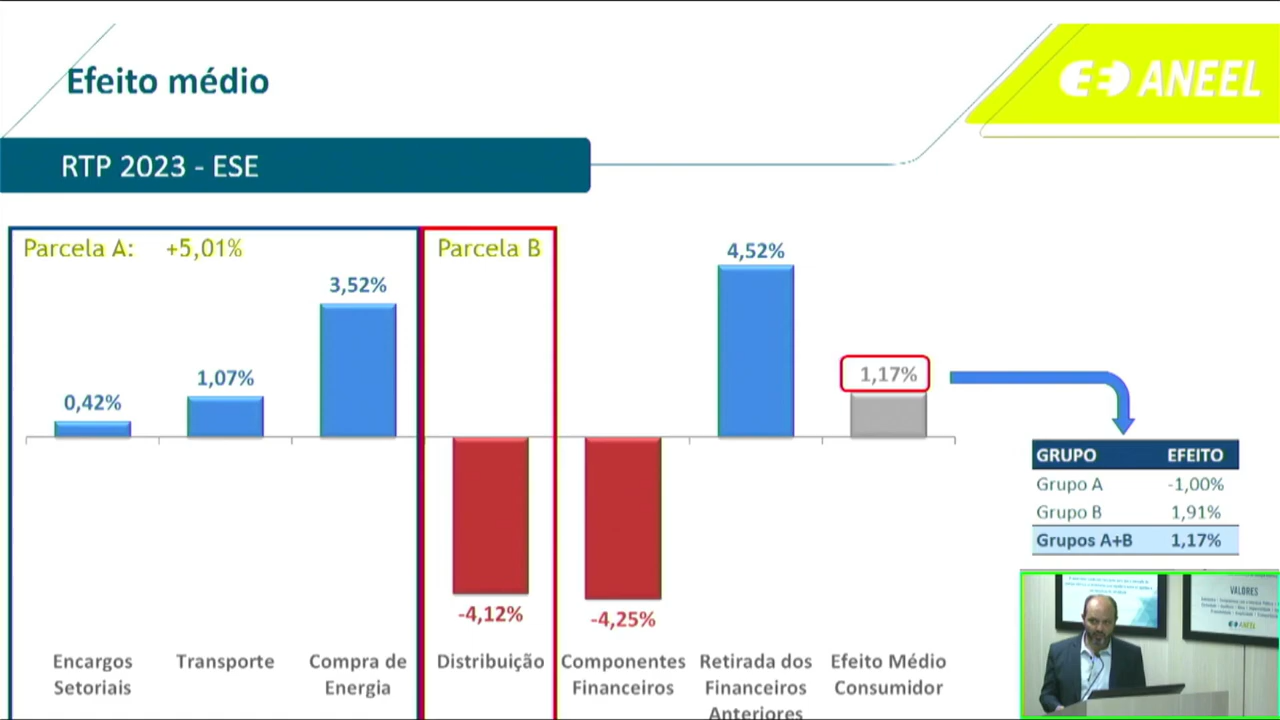 Efeito médio
ANEEL
RTP 2023 - ESE
Parcela A: +5,01%
Parcela B
0,42%
1,07%
3,52%
-4,12%
-4,25%
4,52%
1,17%
Encargos
Setoriais
Transporte
Compra de
Energia
Distribuição
Componentes
Financeiros
Retirada dos
Financeiros
Anteriores
Efeito Médio
Consumidor
GRUPO EFEITO
Grupo A -1,00%
Grupo B 1,91%
Grupos A+B 1,17%
VALORES
ANEEL